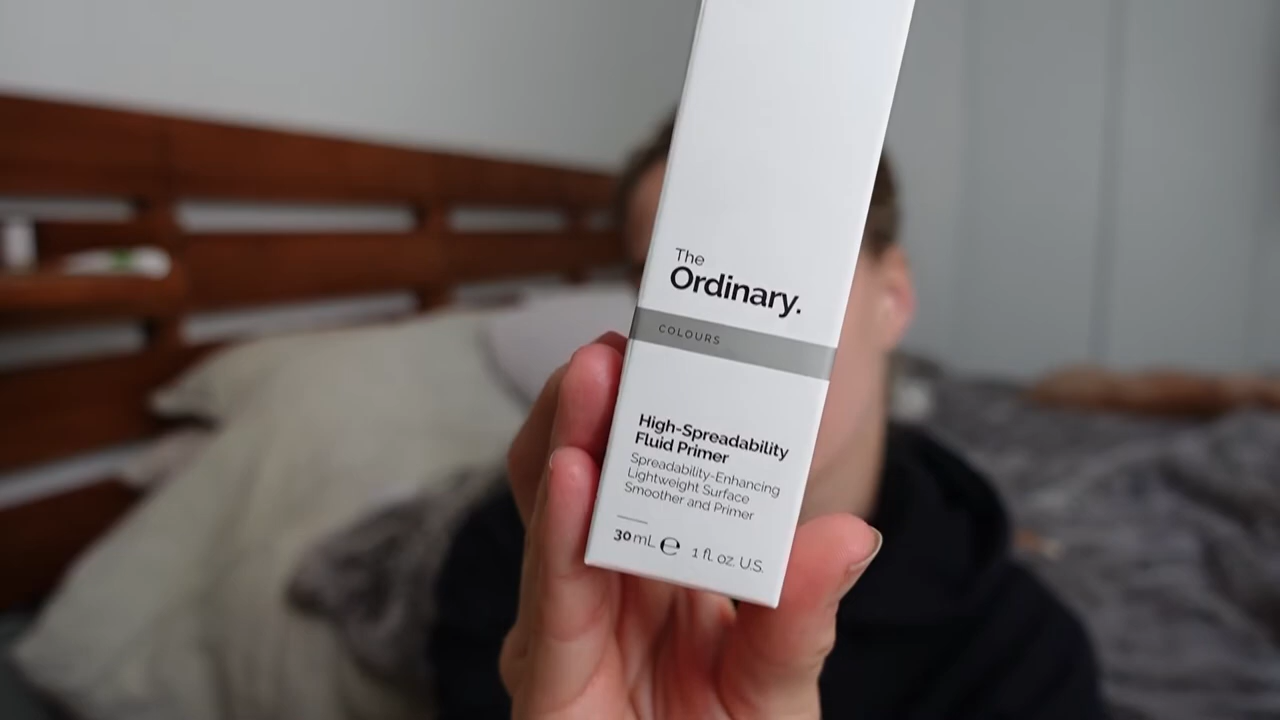 The
Ordinary.
COLOURS
High-Spreadability
Fluid Primer
Spreadability-Enhancing
Lightweight Surface
Smoother and Primer
30 mL ℮ 1 fl oz. U.S.